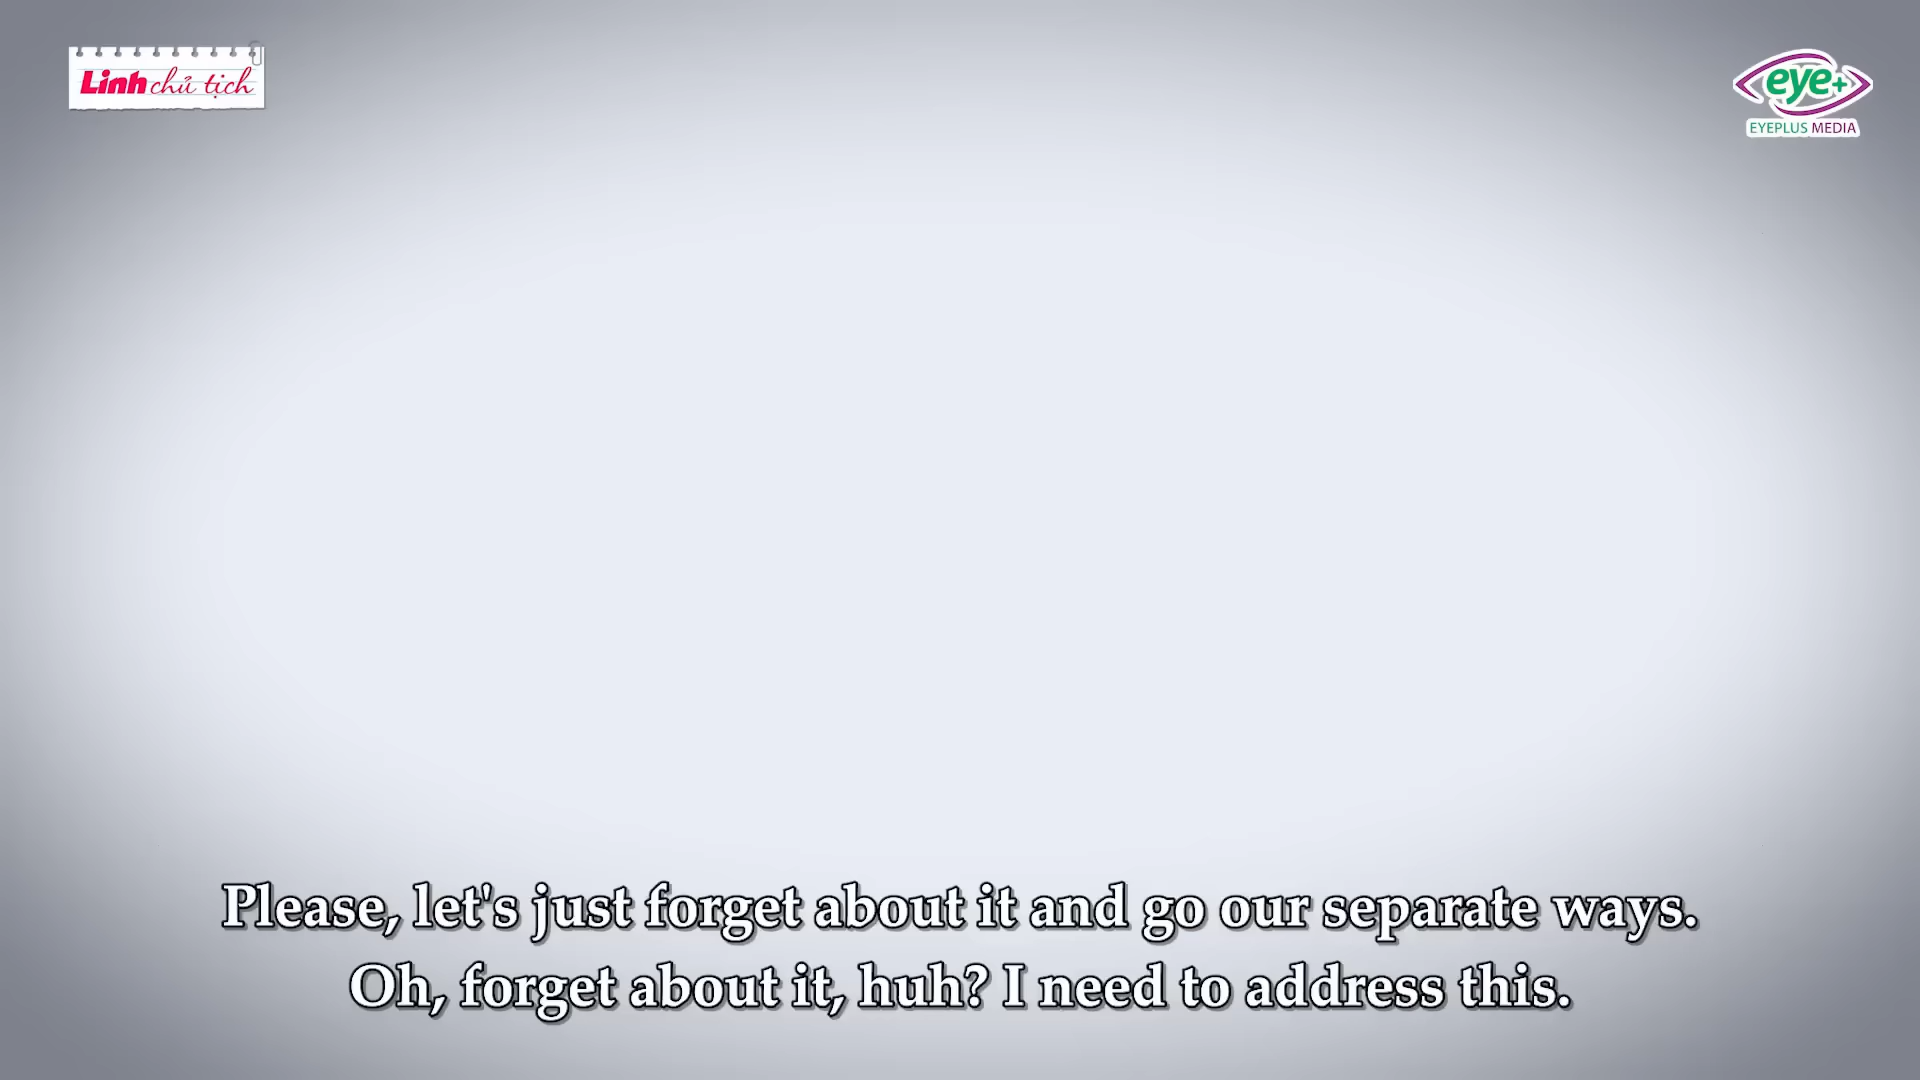 Linh chủ tịch
eye+
EYEPLUS MEDIA
Please, let's just forget about it and go our separate ways.
Oh, forget about it, huh? I need to address this.